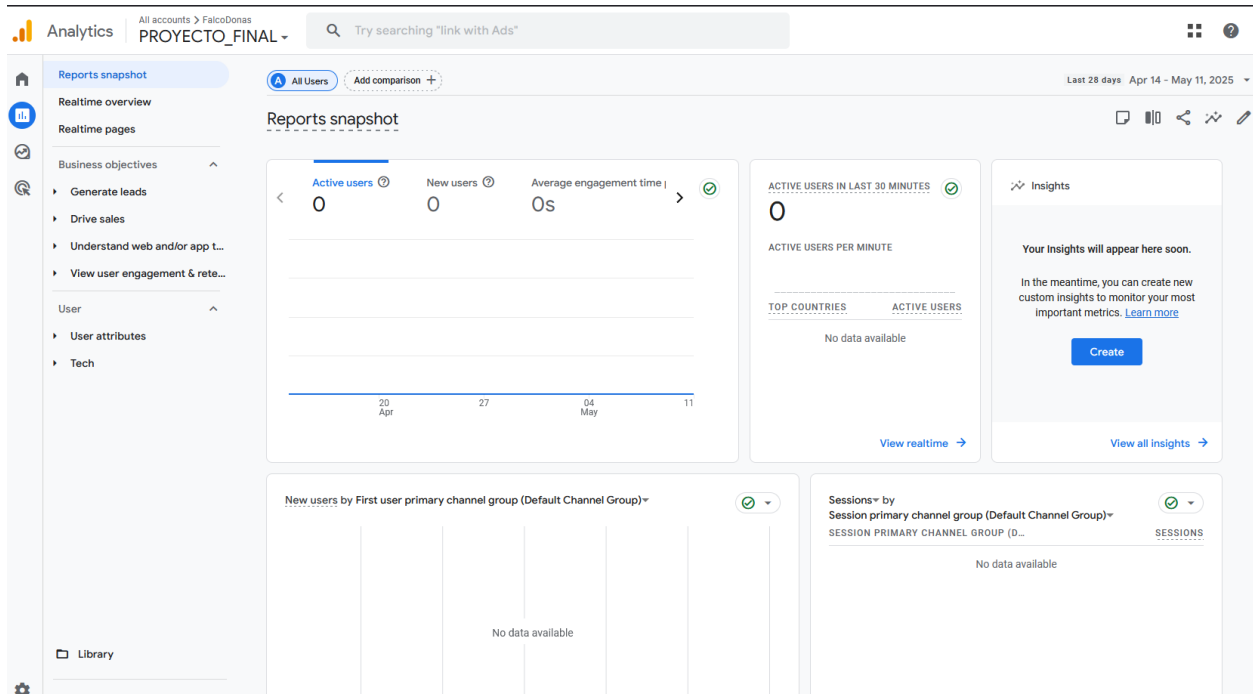 All accounts > FalcoDonas
Analytics
PROYECTO_FINAL
Try searching "link with Ads"
Reports snapshot
Realtime overview
Realtime pages
Business objectives
Generate leads
Drive sales
Understand web and/or app t...
View user engagement & rete...
User
User attributes
Tech
Library
A All Users
Add comparison +
Last 28 days Apr 14 - May 11, 2025
Reports snapshot
Active users
0
New users
0
Average engagement time
0s
20
Apr
27
04
May
11
ACTIVE USERS IN LAST 30 MINUTES
0
ACTIVE USERS PER MINUTE
TOP COUNTRIES ACTIVE USERS
No data available
View realtime
Insights
Your Insights will appear here soon.
In the meantime, you can create new
custom insights to monitor your most
important metrics. Learn more
Create
View all insights
New users by First user primary channel group (Default Channel Group)
No data available
Sessions by
Session primary channel group (Default Channel Group)
SESSION PRIMARY CHANNEL GROUP (D... SESSIONS
No data available